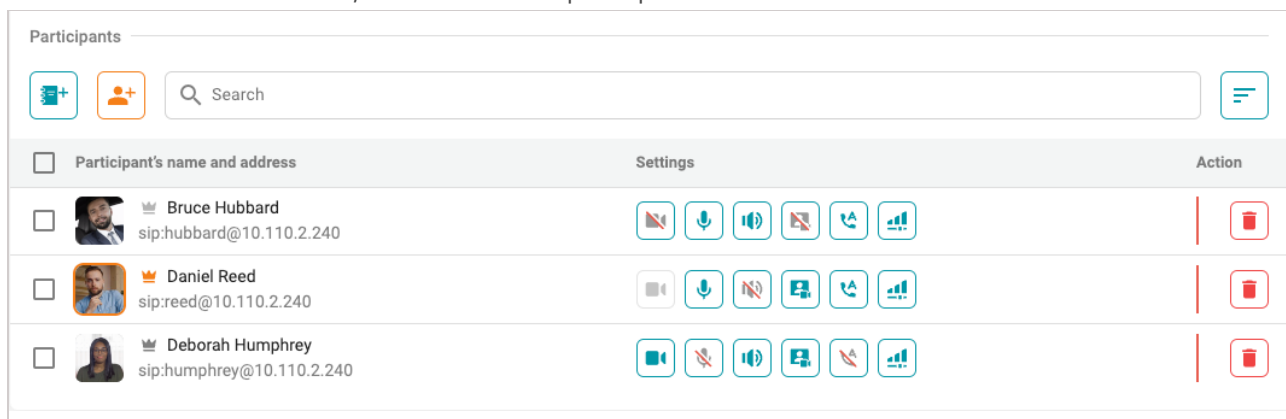 Participants
Search
Participant's name and address Settings Action
Bruce Hubbard
sip:hubbard@10.110.2.240
Daniel Reed
sip:reed@10.110.2.240
Deborah Humphrey
sip:humphrey@10.110.2.240